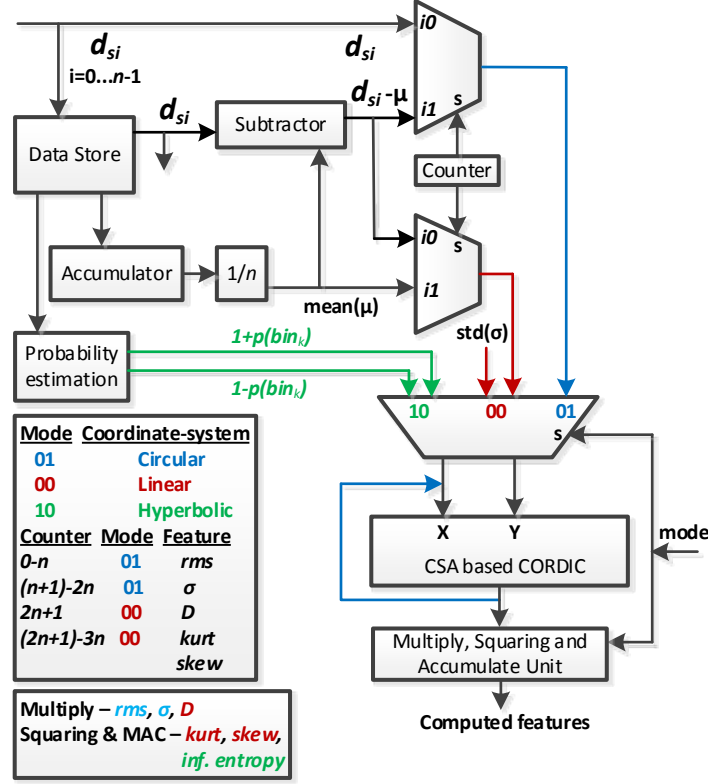 i0
d_si
d_si
i=0...n-1
d_si-μ
d_si
i1
s
Subtractor
Data Store
Counter
i0
s
Accumulator
1/n
i1
mean(μ)
std(σ)
1+p(bin_k)
Probability estimation
1-p(bin_k)
10
00
01
s
Mode Coordinate-system
01 Circular
00 Linear
10 Hyperbolic
Counter Mode Feature
0-n 01 rms
(n+1)-2n 01 σ
2n+1 00 D
(2n+1)-3n 00 kurt
skew
X
Y
mode
CSA based CORDIC
Multiply, Squaring and
Accumulate Unit
Computed features
Multiply – rms, σ, D
Squaring & MAC – kurt, skew,
inf. entropy